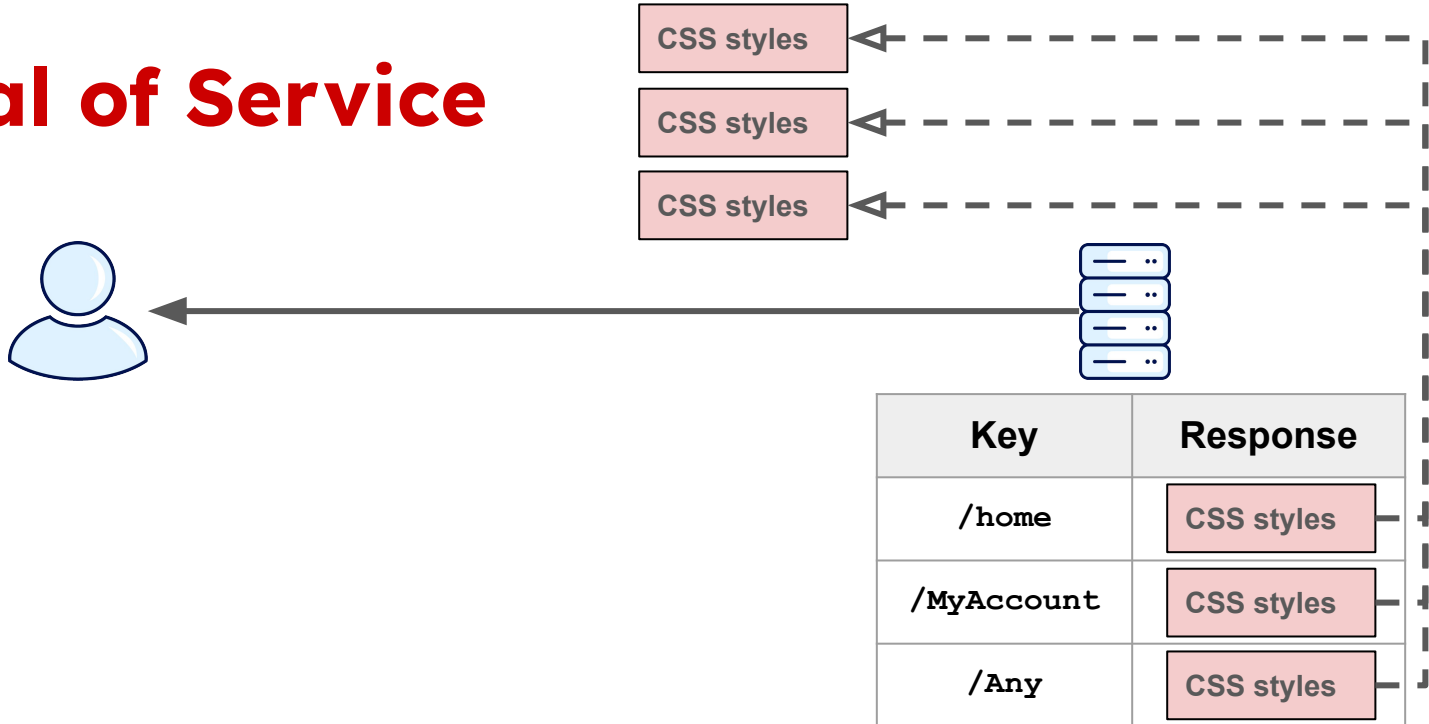 CSS styles
al of Service
CSS styles
CSS styles
Key Response
/home CSS styles
/MyAccount CSS styles
/Any CSS styles